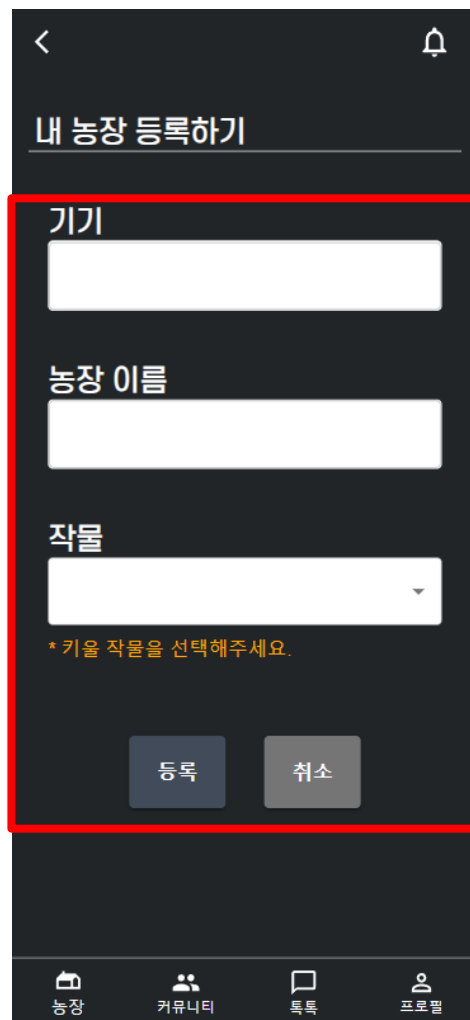 내 농장 등록하기
기기
농장 이름
작물
* 키울 작물을 선택해주세요.
등록 취소
농장 커뮤니티 톡톡 프로필